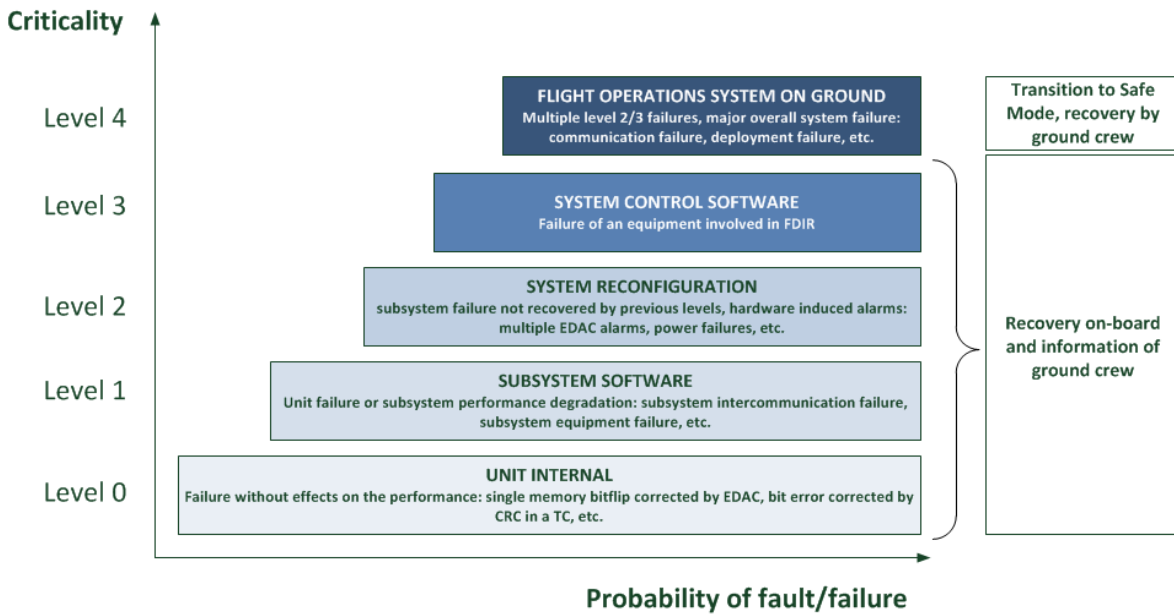 Criticality
Level 4
FLIGHT OPERATIONS SYSTEM ON GROUND
Multiple level 2/3 failures, major overall system failure:
communication failure, deployment failure, etc.
Transition to Safe
Mode, recovery by
ground crew
Level 3
SYSTEM CONTROL SOFTWARE
Failure of an equipment involved in FDIR
Level 2
SYSTEM RECONFIGURATION
subsystem failure not recovered by previous levels, hardware induced alarms:
multiple EDAC alarms, power failures, etc.
Recovery on-board
and information of
ground crew
Level 1
SUBSYSTEM SOFTWARE
Unit failure or subsystem performance degradation: subsystem intercommunication failure,
subsystem equipment failure, etc.
Level 0
UNIT INTERNAL
Failure without effects on the performance: single memory bitflip corrected by EDAC, bit error corrected by
CRC in a TC, etc.
Probability of fault/failure